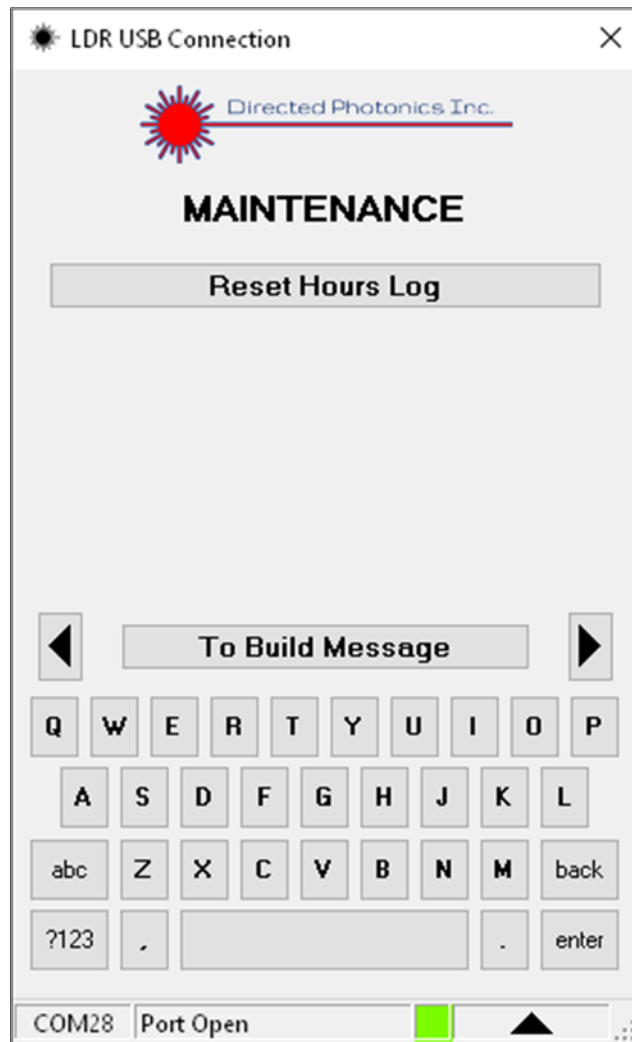 LDR USB Connection
Directed Photonics Inc.
MAINTENANCE
Reset Hours Log
To Build Message
Q W E R T Y U I O P
A S D F G H J K L
abc Z X C V B N M back
?123 , . enter
COM28 Port Open